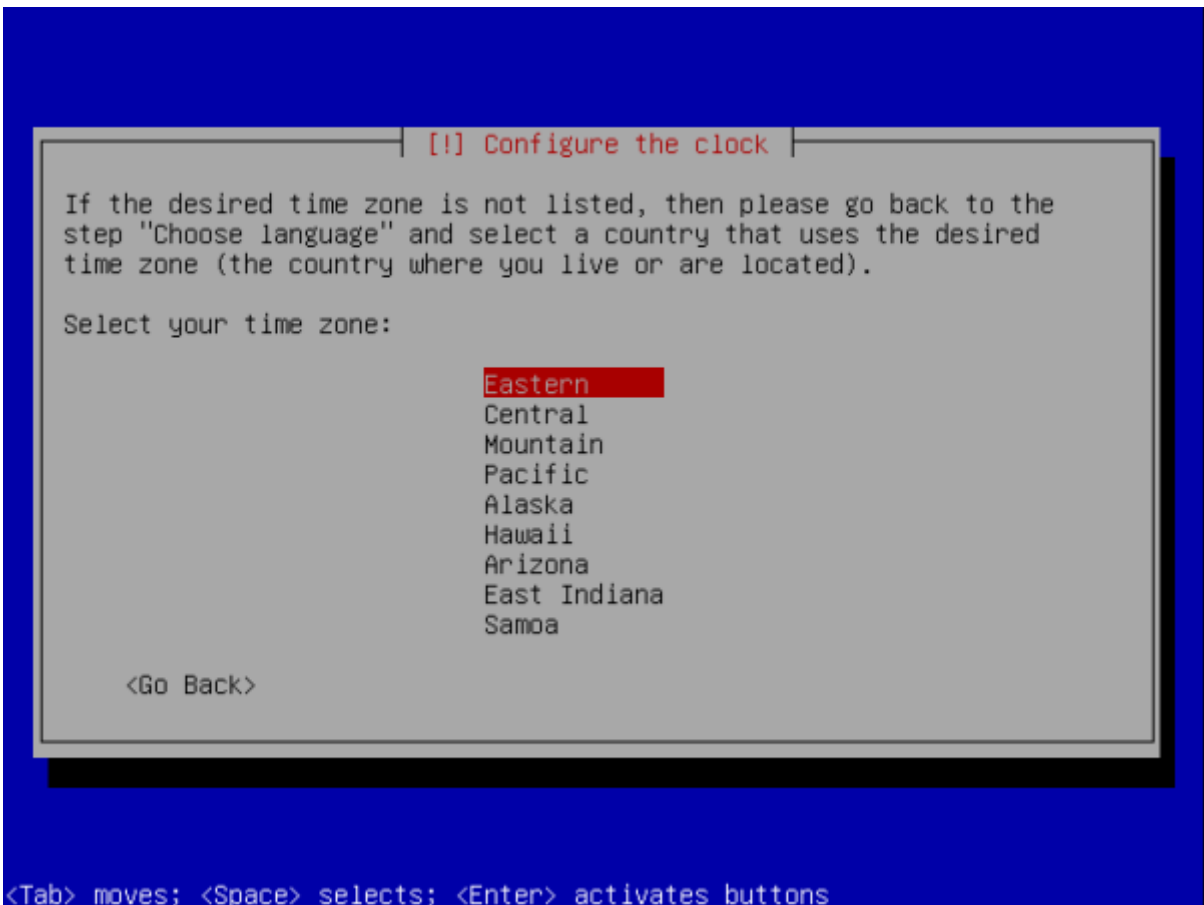 [!] Configure the clock
If the desired time zone is not listed, then please go back to the
step "Choose language" and select a country that uses the desired
time zone (the country where you live or are located).
Select your time zone:
Eastern
Central
Mountain
Pacific
Alaska
Hawaii
Arizona
East Indiana
Samoa
<Go Back>
<Tab> moves; <Space> selects; <Enter> activates buttons